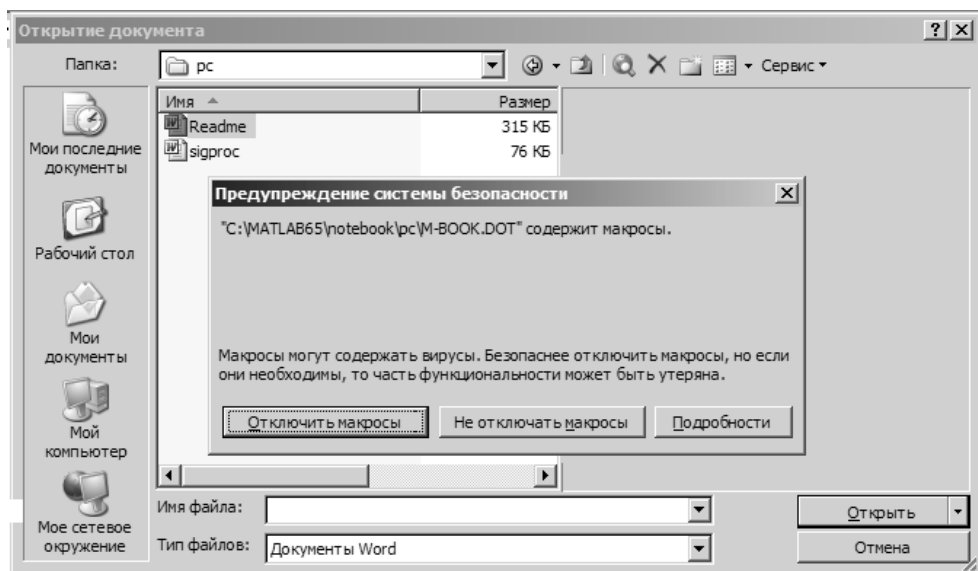 Открытие документа
Папка:
pc
Сервис
Имя
Размер
Readme
315 КБ
sigproc
76 КБ
Мои последние
документы
Рабочий стол
Мои
документы
Мой
компьютер
Мое сетевое
окружение
Предупреждение системы безопасности
"C:\MATLAB65\notebook\pc\M-BOOK.DOT" содержит макросы.
Макросы могут содержать вирусы. Безопаснее отключить макросы, но если
они необходимы, то часть функциональности может быть утеряна.
Отключить макросы
Не отключать макросы
Подробности
Имя файла:
Открыть
Тип файлов:
Документы Word
Отмена